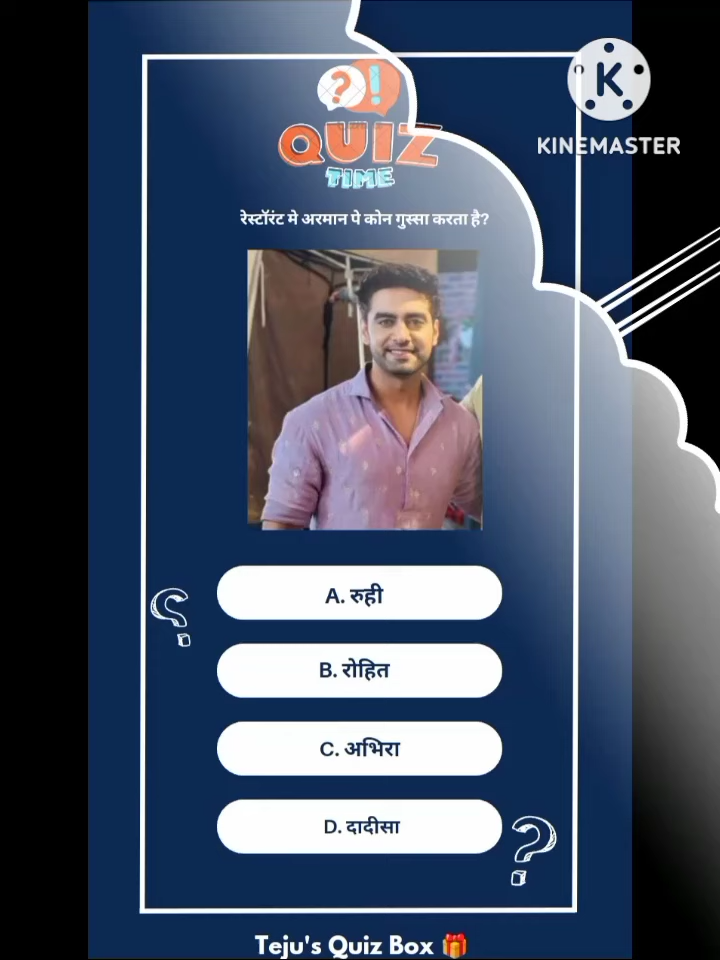 ? !
QUIZ
TIME
K
KINEMASTER
रेस्टॉरंट मे अरमान पे कोन गुस्सा करता है?
A. रुही
B. रोहित
C. अभिरा
D. दादीसा
?
?
Teju's Quiz Box 🎁